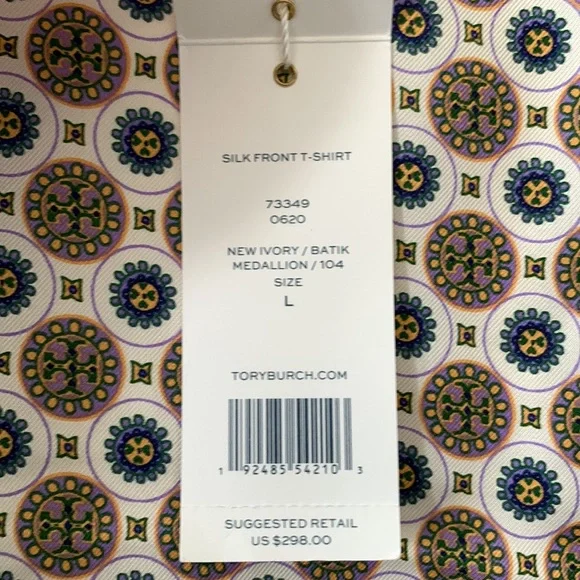 SILK FRONT T-SHIRT
73349
0620
NEW IVORY / BATIK
MEDALLION / 104
SIZE
L
TORYBURCH.COM
1 92485 54210 3
SUGGESTED RETAIL
US $298.00